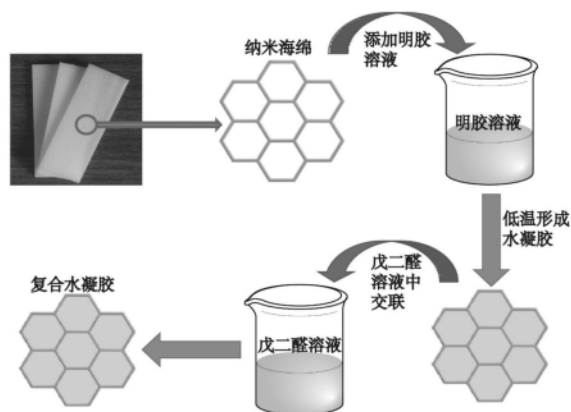 纳米海绵
添加明胶
溶液
明胶溶液
低温形成
水凝胶
戊二醛
溶液中
交联
戊二醛溶液
复合水凝胶